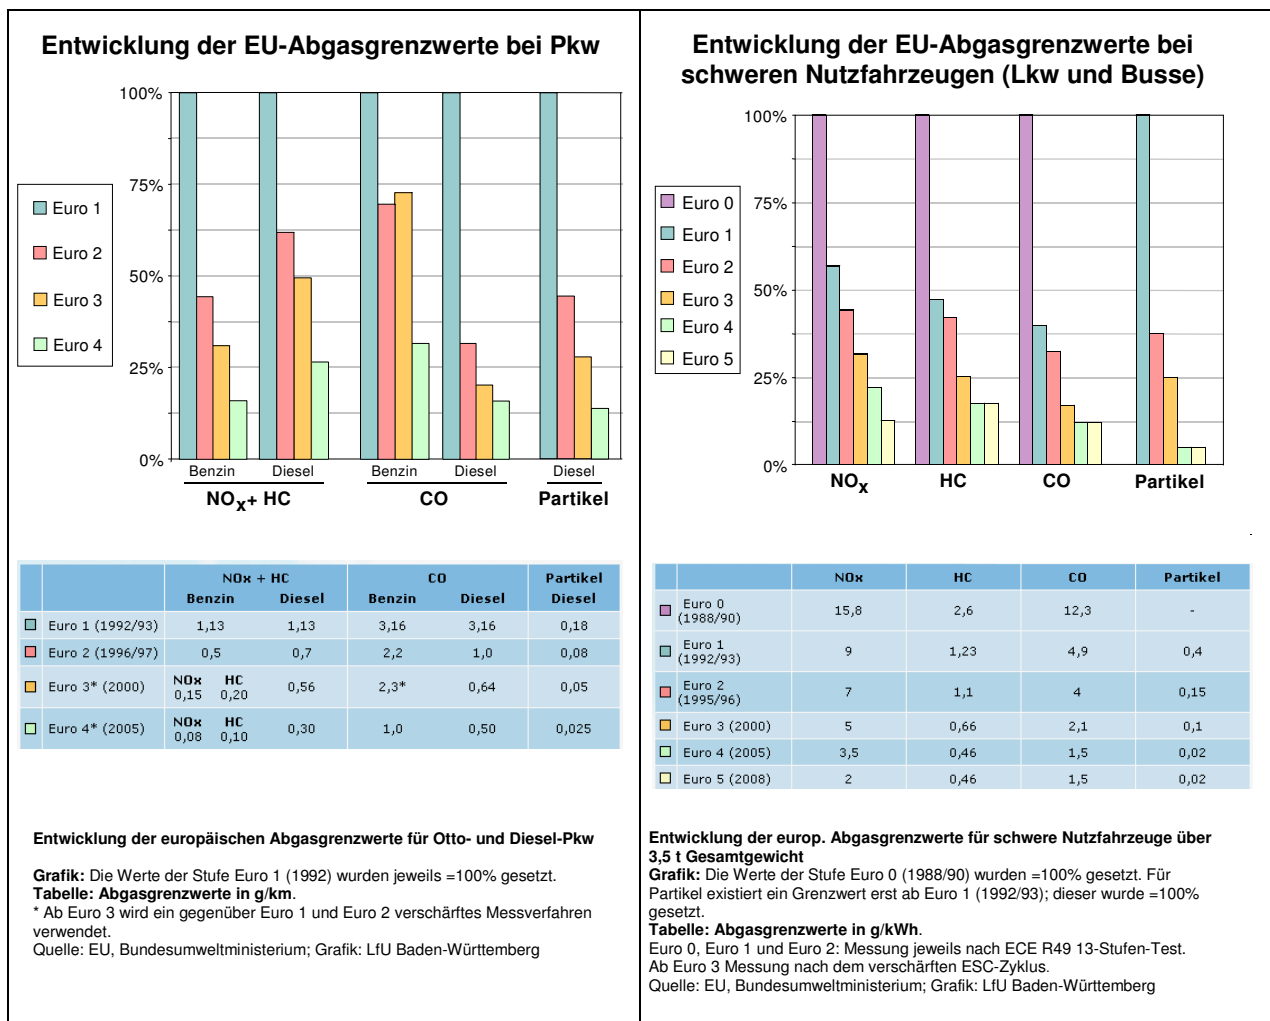 Entwicklung der EU-Abgasgrenzwerte bei Pkw
100%
75%
50%
25%
0%
Euro 1
Euro 2
Euro 3
Euro 4
Benzin Diesel Benzin Diesel Diesel
NOx+ HC CO Partikel
NOx + HC CO Partikel
Benzin Diesel Benzin Diesel Diesel
Euro 1 (1992/93) 1,13 1,13 3,16 3,16 0,18
Euro 2 (1996/97) 0,5 0,7 2,2 1,0 0,08
Euro 3* (2000) NOx 0,15 HC 0,20 0,56 2,3* 0,64 0,05
Euro 4* (2005) NOx 0,08 HC 0,10 0,30 1,0 0,50 0,025
Entwicklung der europäischen Abgasgrenzwerte für Otto- und Diesel-Pkw
Grafik: Die Werte der Stufe Euro 1 (1992) wurden jeweils =100% gesetzt.
Tabelle: Abgasgrenzwerte in g/km.
* Ab Euro 3 wird ein gegenüber Euro 1 und Euro 2 verschärftes Messverfahren
verwendet.
Quelle: EU, Bundesumweltministerium; Grafik: LfU Baden-Württemberg
Entwicklung der EU-Abgasgrenzwerte bei
schweren Nutzfahrzeugen (Lkw und Busse)
100%
75%
50%
25%
0%
Euro 0
Euro 1
Euro 2
Euro 3
Euro 4
Euro 5
NOX HC CO Partikel
NOx HC CO Partikel
Euro 0
(1988/90) 15,8 2,6 12,3 -
Euro 1
(1992/93) 9 1,23 4,9 0,4
Euro 2
(1995/96) 7 1,1 4 0,15
Euro 3 (2000) 5 0,66 2,1 0,1
Euro 4 (2005) 3,5 0,46 1,5 0,02
Euro 5 (2008) 2 0,46 1,5 0,02
Entwicklung der europ. Abgasgrenzwerte für schwere Nutzfahrzeuge über
3,5 t Gesamtgewicht
Grafik: Die Werte der Stufe Euro 0 (1988/90) wurden =100% gesetzt. Für
Partikel existiert ein Grenzwert erst ab Euro 1 (1992/93); dieser wurde =100%
gesetzt.
Tabelle: Abgasgrenzwerte in g/kWh.
Euro 0, Euro 1 und Euro 2: Messung jeweils nach ECE R49 13-Stufen-Test.
Ab Euro 3 Messung nach dem verschärften ESC-Zyklus.
Quelle: EU, Bundesumweltministerium; Grafik: LfU Baden-Württemberg